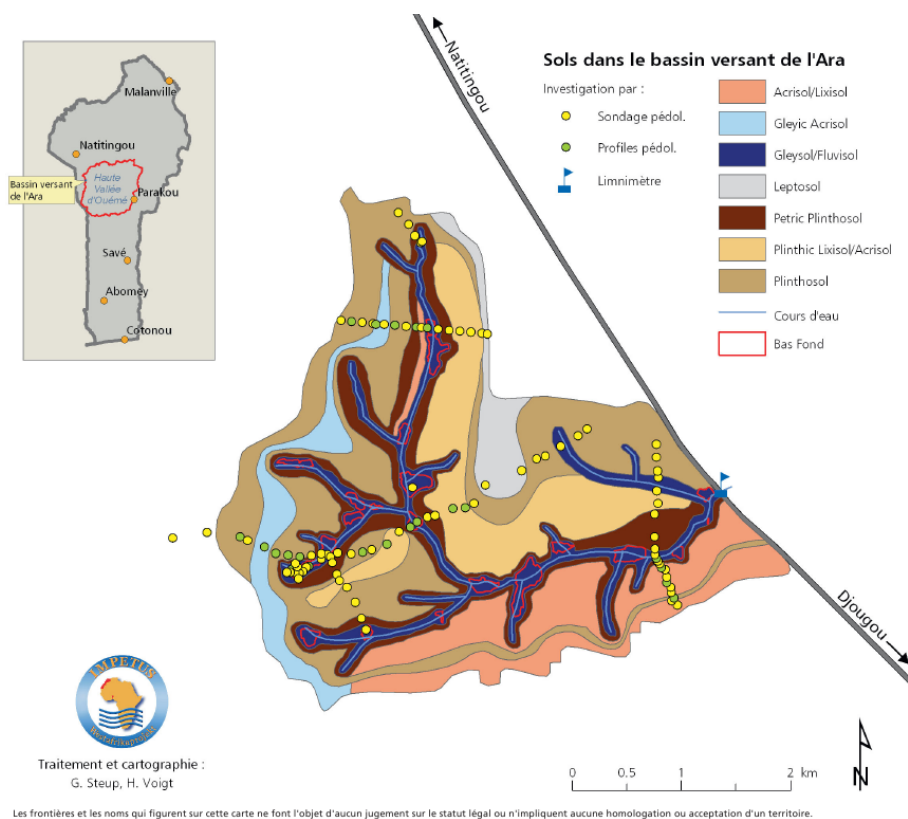 Malanville
Natitingou
Bassin versant
de l'Ara
Haute
Vallée
d'Ouémé
Parakou
Savé
Abomey
Cotonou
Natitingou
Sols dans le bassin versant de l'Ara
Investigation par :
Sondage pédol.
Profiles pédol.
Limnimètre
Acrisol/Lixisol
Gleyic Acrisol
Gleysol/Fluvisol
Leptosol
Petric Plinthosol
Plinthic Lixisol/Acrisol
Plinthosol
Cours d'eau
Bas Fond
Djougou
IMPETUS
Westafrikaprojekt
Traitement et cartographie :
G. Steup, H. Voigt
0 0.5 1 2 km
N
Les frontières et les noms qui figurent sur cette carte ne font l'objet d'aucun jugement sur le statut légal ou n'impliquent aucune homologation ou acceptation d'un territoire.